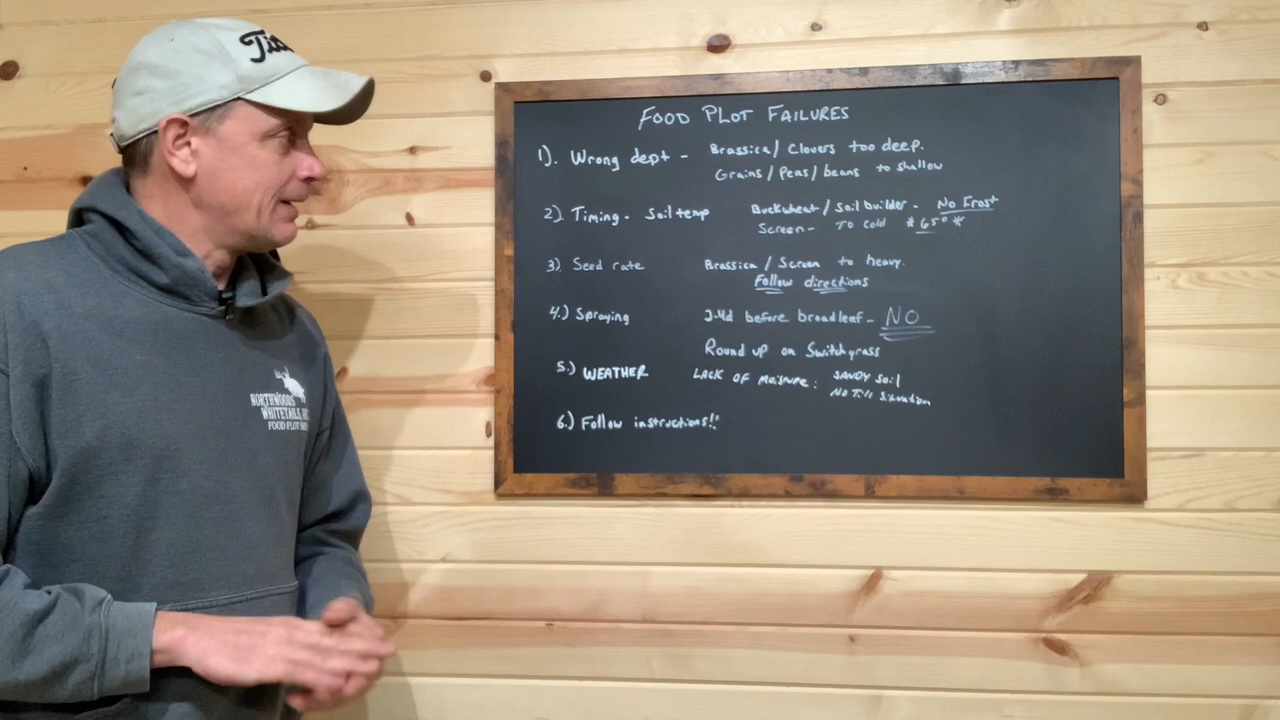 Tit
NORTHWOODS
WHITETAILS
FOOD PLOT
FOOD PLOT FAILURES
1). Wrong dept - Brassica / Clovers too deep.
Grains / Peas / beans to shallow
2). Timing - Soil temp Buckwheat / Soil builder - No Frost
Screen - To Cold *65°*
3). Seed rate Brassica / Screen to heavy.
Follow directions
4.) Spraying 2-4d before broadleaf - NO
Round up on Switchgrass
5.) WEATHER LACK OF MOISTURE: SANDY Soil
NO Till Situation
6.) Follow instructions!!